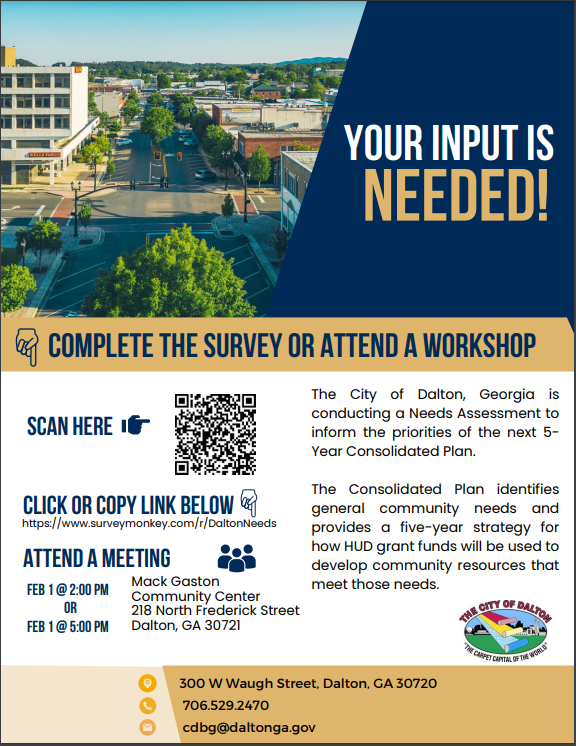 WELLS FARGO
YOUR INPUT IS
NEEDED!
COMPLETE THE SURVEY OR ATTEND A WORKSHOP
SCAN HERE
CLICK OR COPY LINK BELOW
https://www.surveymonkey.com/r/DaltonNeeds
ATTEND A MEETING
FEB 1 @ 2:00 PM
OR
FEB 1 @ 5:00 PM
Mack Gaston
Community Center
218 North Frederick Street
Dalton, GA 30721
The City of Dalton, Georgia is
conducting a Needs Assessment to
inform the priorities of the next 5-
Year Consolidated Plan.
The Consolidated Plan identifies
general community needs and
provides a five-year strategy for
how HUD grant funds will be used to
develop community resources that
meet those needs.
THE CITY OF DALTON
"THE CARPET CAPITAL OF THE WORLD"
300 W Waugh Street, Dalton, GA 30720
706.529.2470
cdbg@daltonga.gov